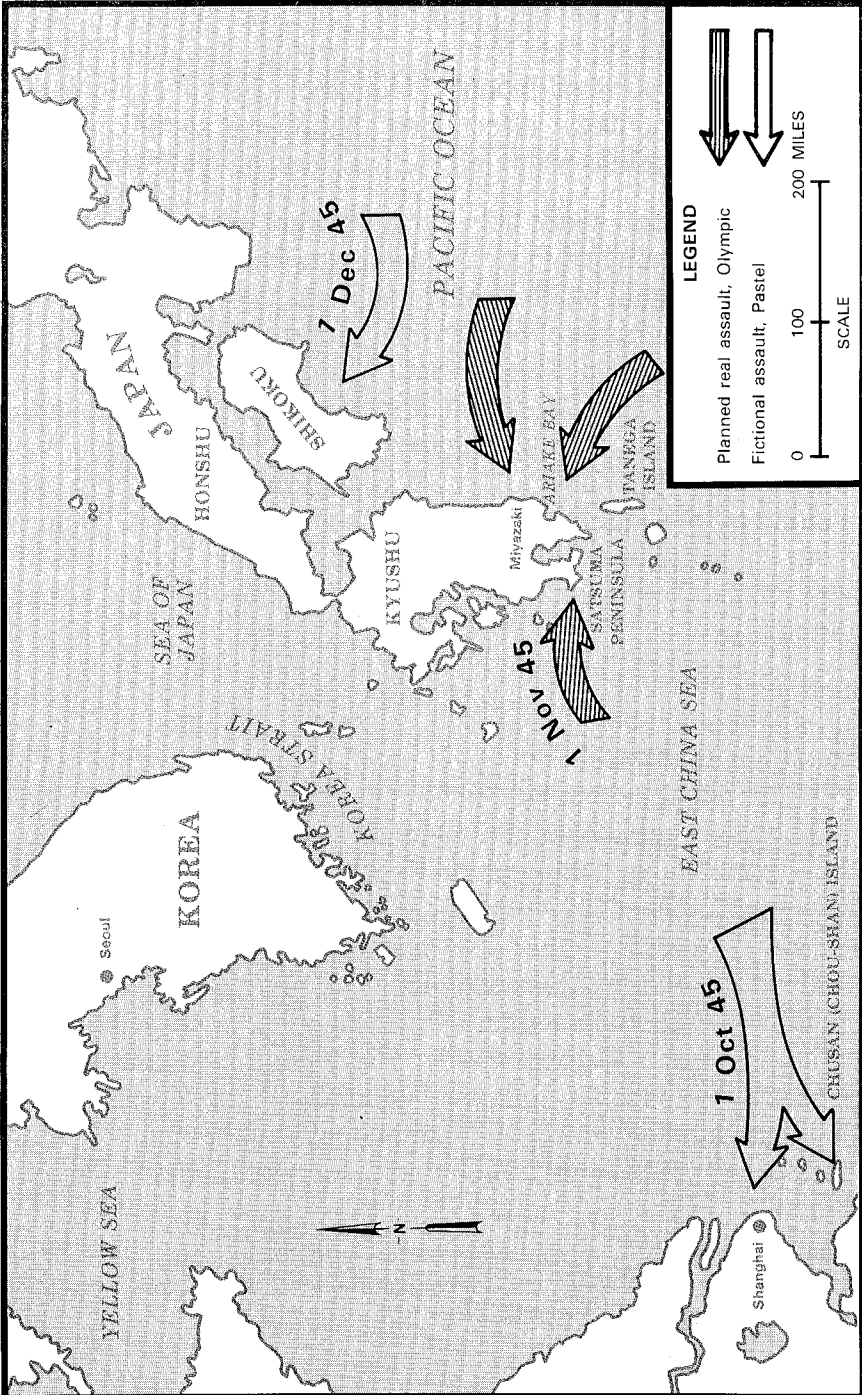 YELLOW SEA
KOREA
Seoul
KOREA STRAIT
SEA OF
JAPAN
JAPAN
HONSHU
SHIKOKU
KYUSHU
Miyazaki
ARIAKE BAY
SATSUMA
PENINSULA
TANEGA
ISLAND
PACIFIC OCEAN
1 Dec 45
1 Nov 45
1 Oct 45
EAST CHINA SEA
Shanghai
CHUSAN (CHOU-SHAN) ISLAND
N
LEGEND
Planned real assault, Olympic
Fictional assault, Pastel
0 100 200 MILES
SCALE